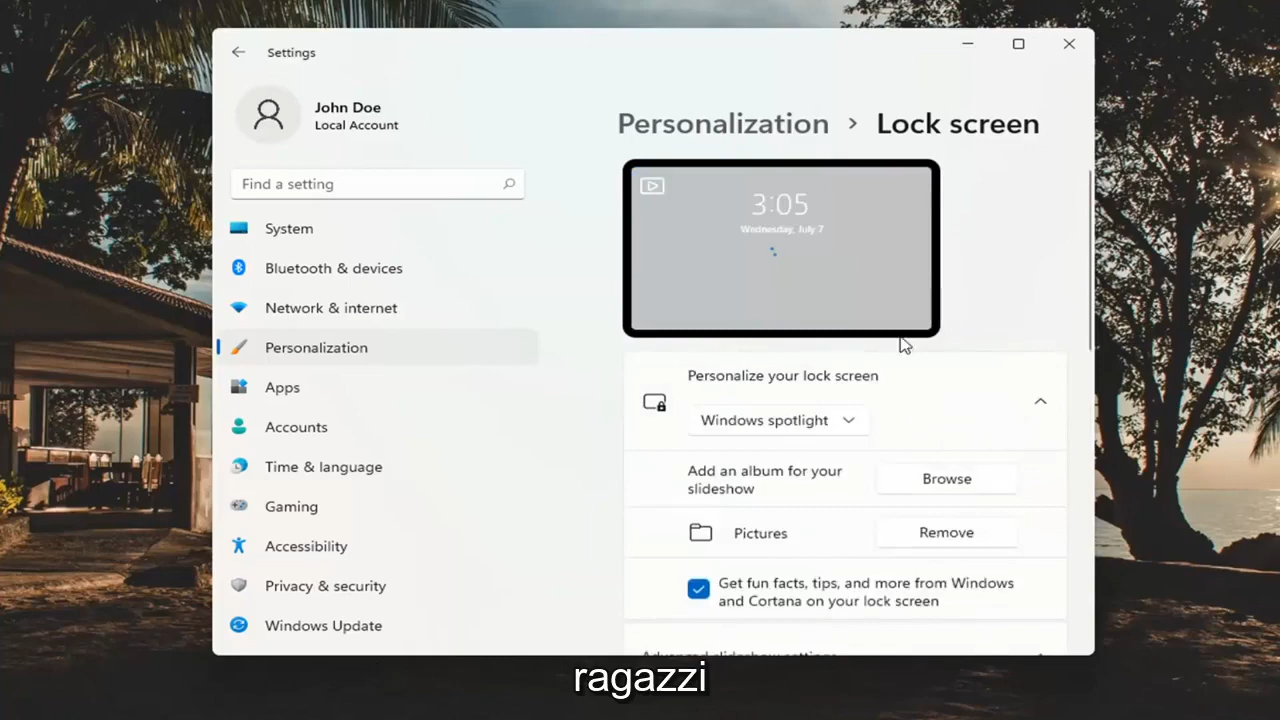 Settings
John Doe
Local Account
Find a setting
System
Bluetooth & devices
Network & internet
Personalization
Apps
Accounts
Time & language
Gaming
Accessibility
Privacy & security
Windows Update
Personalization > Lock screen
3:05
Wednesday, July 7
Personalize your lock screen
Windows spotlight
Add an album for your
slideshow
Browse
Pictures
Remove
Get fun facts, tips, and more from Windows
and Cortana on your lock screen
Advanced slideshow settings
ragazzi